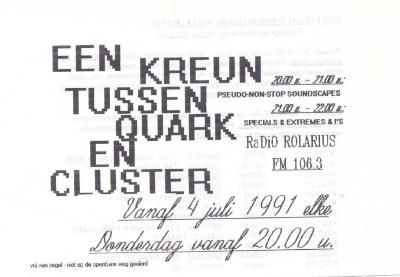 EEN
KREUN
TUSSEN
QUARK
EN
CLUSTER
20.00 u. - 21.00 u.:
PSEUDO-NON-STOP SOUNDSCAPES
21.00 u. - 22.00 u.:
SPECIALS & EXTREMES & I'S
RaDiO ROLARIUS
FM 106.3
Vanaf 4 juli 1991 elke
Donderdag vanaf 20.00 u.
vrij van zegel - niet op de openbare weg gooien!